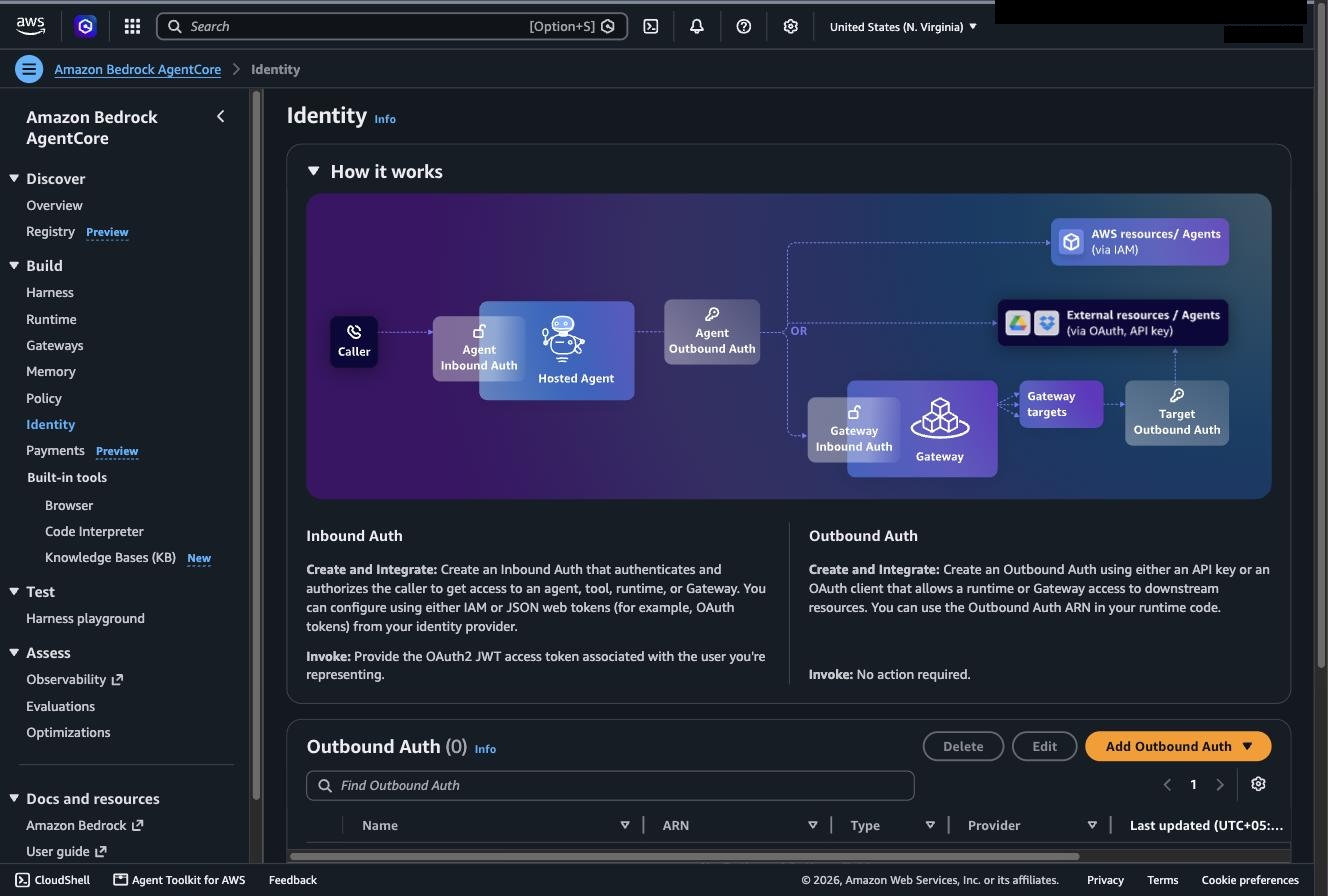 aws
Search [Option+S]
United States (N. Virginia)
Amazon Bedrock AgentCore
Identity
Amazon Bedrock
AgentCore
Discover
Overview
Registry Preview
Build
Harness
Runtime
Gateways
Memory
Policy
Identity
Payments Preview
Built-in tools
Browser
Code Interpreter
Knowledge Bases (KB) New
Test
Harness playground
Assess
Observability
Evaluations
Optimizations
Docs and resources
Amazon Bedrock
User guide
Identity Info
How it works
Caller
Agent
Inbound Auth
Hosted Agent
Agent
Outbound Auth
OR
AWS resources/ Agents
(via IAM)
External resources / Agents
(via OAuth, API key)
Gateway
Inbound Auth
Gateway
Gateway
targets
Target
Outbound Auth
Inbound Auth
Create and Integrate: Create an Inbound Auth that authenticates and
authorizes the caller to get access to an agent, tool, runtime, or Gateway. You
can configure using either IAM or JSON web tokens (for example, OAuth
tokens) from your identity provider.
Invoke: Provide the OAuth2 JWT access token associated with the user you're
representing.
Outbound Auth
Create and Integrate: Create an Outbound Auth using either an API key or an
OAuth client that allows a runtime or Gateway access to downstream
resources. You can use the Outbound Auth ARN in your runtime code.
Invoke: No action required.
Outbound Auth (0) Info
Delete
Edit
Add Outbound Auth
Find Outbound Auth
1
Name
ARN
Type
Provider
Last updated (UTC+05:...
CloudShell
Agent Toolkit for AWS
Feedback
© 2026, Amazon Web Services, Inc. or its affiliates.
Privacy
Terms
Cookie preferences